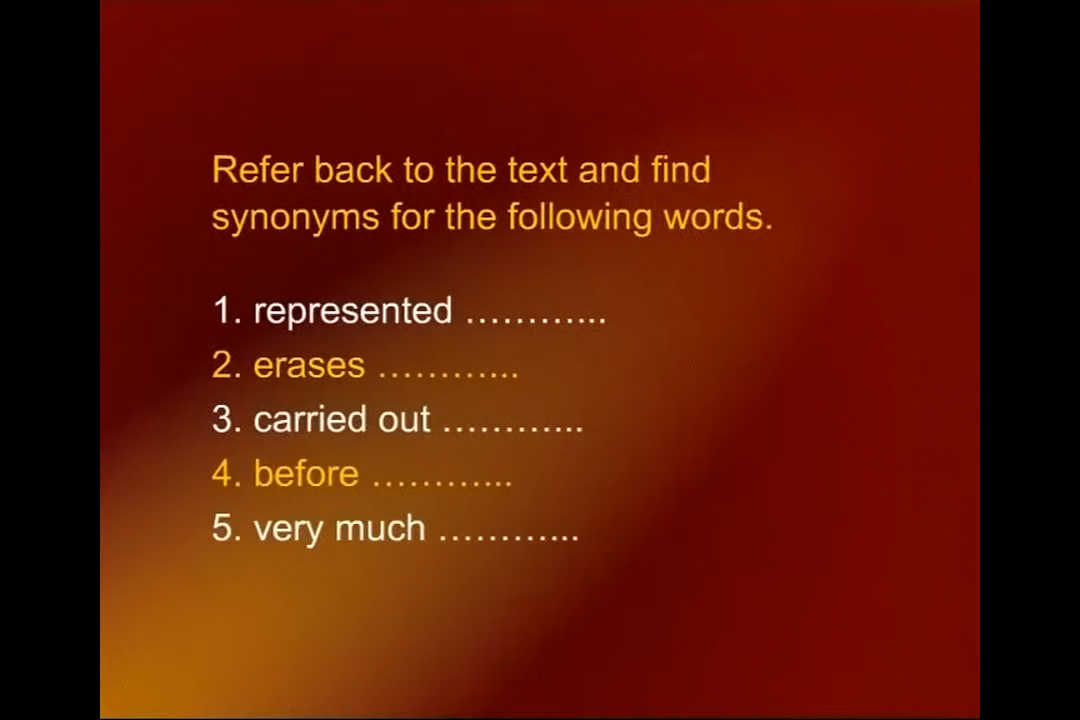 Refer back to the text and find
synonyms for the following words.
1. represented ………...
2. erases ………...
3. carried out ………...
4. before ………...
5. very much ………...